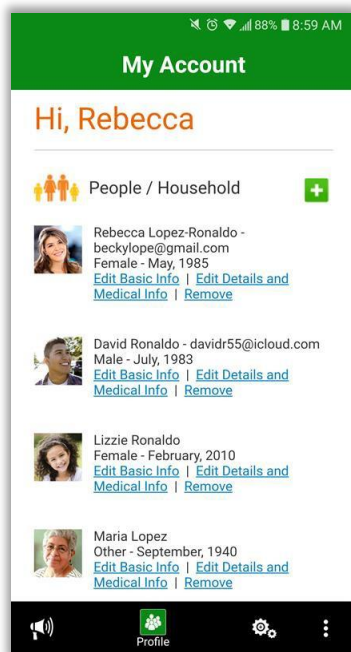 88% 8:59 AM
My Account
Hi, Rebecca
People / Household
Rebecca Lopez-Ronaldo -
beckylope@gmail.com
Female - May, 1985
Edit Basic Info | Edit Details and
Medical Info | Remove
David Ronaldo - davidr55@icloud.com
Male - July, 1983
Edit Basic Info | Edit Details and
Medical Info | Remove
Lizzie Ronaldo
Female - February, 2010
Edit Basic Info | Edit Details and
Medical Info | Remove
Maria Lopez
Other - September, 1940
Edit Basic Info | Edit Details and
Medical Info | Remove
Profile